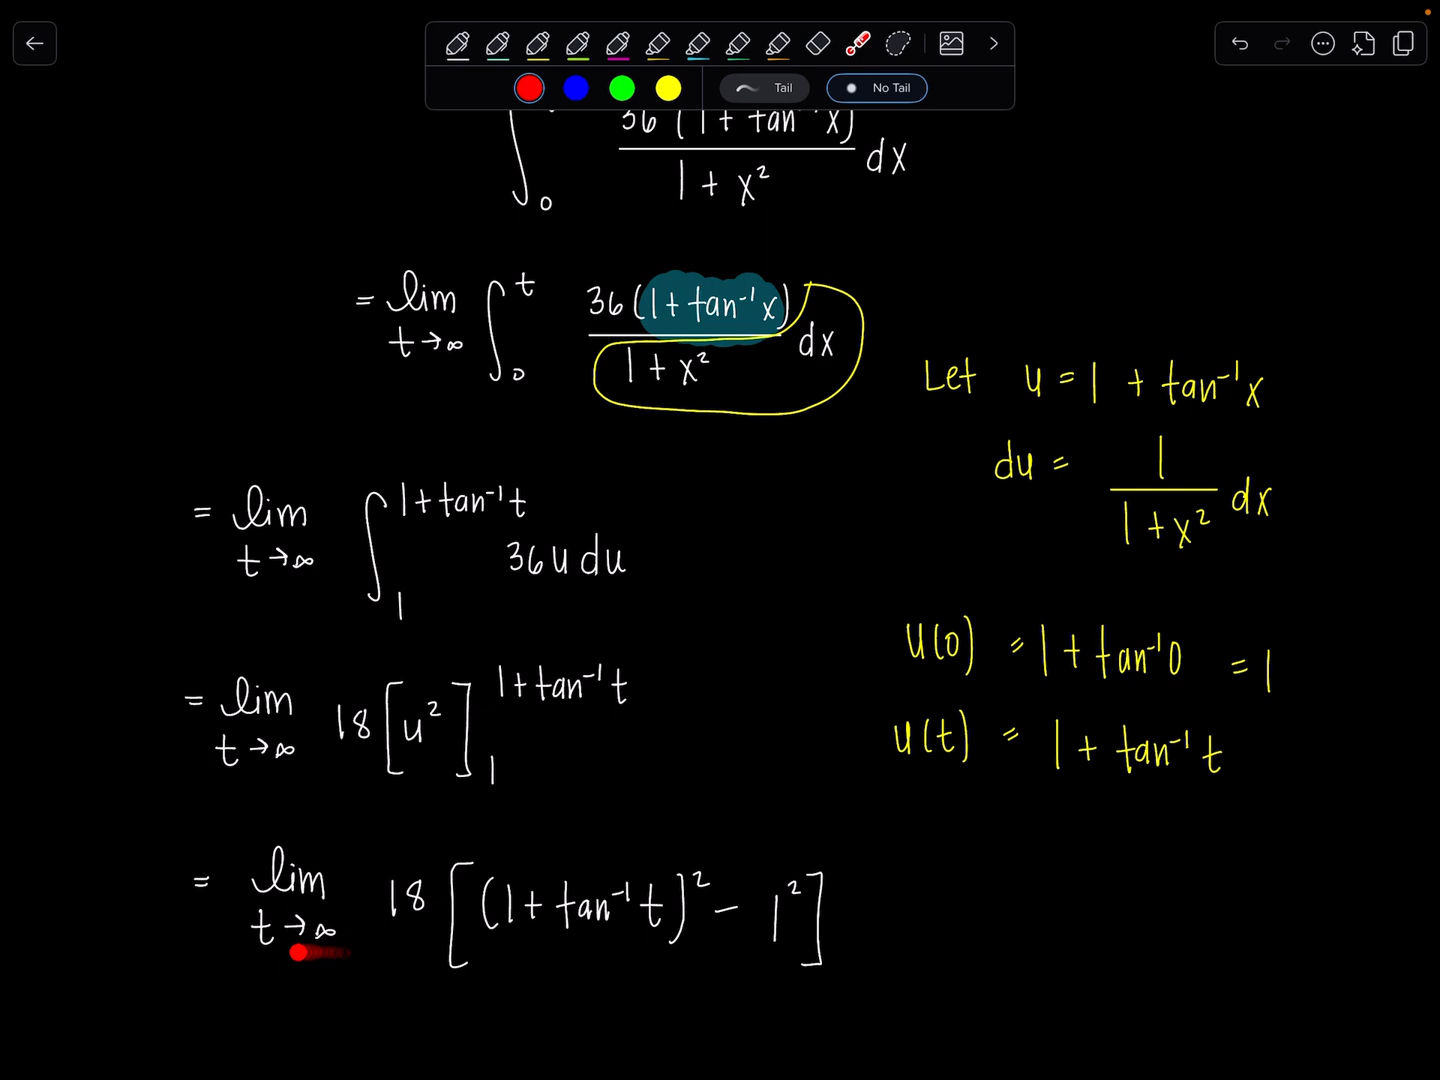 Tail No Tail
∫₀ 36(1 + tan⁻¹x) / 1 + x² dx
= lim t→∞ ∫₀ᵗ 36(1 + tan⁻¹x) / 1 + x² dx
Let u = 1 + tan⁻¹x
du = 1 / 1 + x² dx
= lim t→∞ ∫₁^(1+tan⁻¹t) 36u du
u(0) = 1 + tan⁻¹0 = 1
= lim t→∞ 18[u²]₁^(1+tan⁻¹t)
u(t) = 1 + tan⁻¹t
= lim t→∞ 18[(1 + tan⁻¹t)² − 1²]